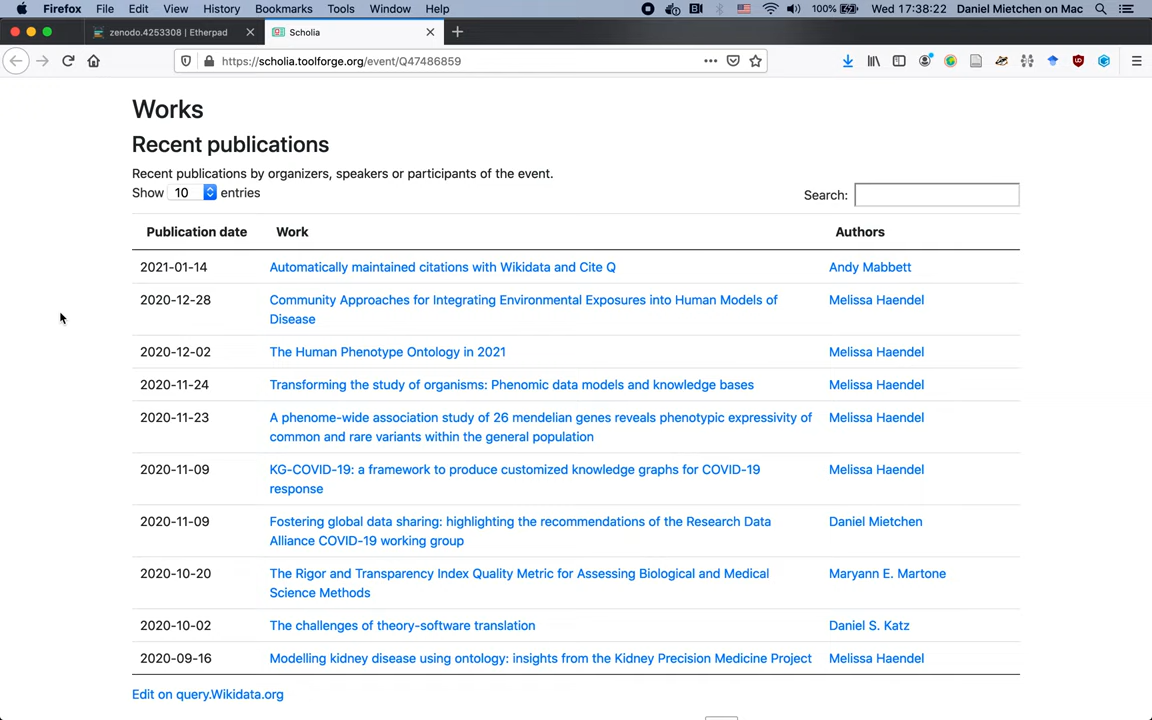 Firefox File Edit View History Bookmarks Tools Window Help 100% Wed 17:38:22 Daniel Mietchen on Mac
zenodo.4253308 | Etherpad Scholia
https://scholia.toolforge.org/event/Q47486859
Works
Recent publications
Recent publications by organizers, speakers or participants of the event.
Show 10 entries Search:
Publication date Work Authors
2021-01-14 Automatically maintained citations with Wikidata and Cite Q Andy Mabbett
2020-12-28 Community Approaches for Integrating Environmental Exposures into Human Models of Melissa Haendel
Disease
2020-12-02 The Human Phenotype Ontology in 2021 Melissa Haendel
2020-11-24 Transforming the study of organisms: Phenomic data models and knowledge bases Melissa Haendel
2020-11-23 A phenome-wide association study of 26 mendelian genes reveals phenotypic expressivity of Melissa Haendel
common and rare variants within the general population
2020-11-09 KG-COVID-19: a framework to produce customized knowledge graphs for COVID-19 Melissa Haendel
response
2020-11-09 Fostering global data sharing: highlighting the recommendations of the Research Data Daniel Mietchen
Alliance COVID-19 working group
2020-10-20 The Rigor and Transparency Index Quality Metric for Assessing Biological and Medical Maryann E. Martone
Science Methods
2020-10-02 The challenges of theory-software translation Daniel S. Katz
2020-09-16 Modelling kidney disease using ontology: insights from the Kidney Precision Medicine Project Melissa Haendel
Edit on query.Wikidata.org